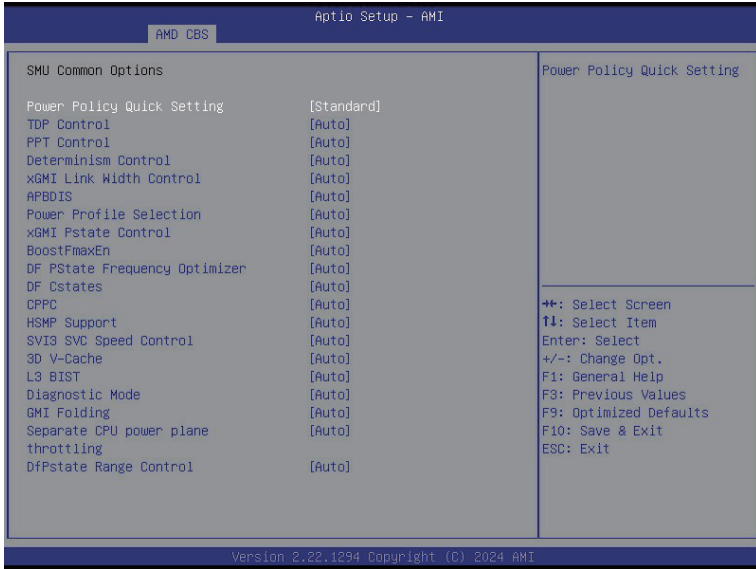 Aptio Setup – AMI
AMD CBS
SMU Common Options
Power Policy Quick Setting [Standard]
TDP Control [Auto]
PPT Control [Auto]
Determinism Control [Auto]
xGMI Link Width Control [Auto]
APBDIS [Auto]
Power Profile Selection [Auto]
xGMI Pstate Control [Auto]
BoostFmaxEn [Auto]
DF PState Frequency Optimizer [Auto]
DF Cstates [Auto]
CPPC [Auto]
HSMP Support [Auto]
SVI3 SVC Speed Control [Auto]
3D V-Cache [Auto]
L3 BIST [Auto]
Diagnostic Mode [Auto]
GMI Folding [Auto]
Separate CPU power plane [Auto]
throttling
DfPstate Range Control [Auto]
Power Policy Quick Setting
→←: Select Screen
↑↓: Select Item
Enter: Select
+/-: Change Opt.
F1: General Help
F3: Previous Values
F9: Optimized Defaults
F10: Save & Exit
ESC: Exit
Version 2.22.1294 Copyright (C) 2024 AMI